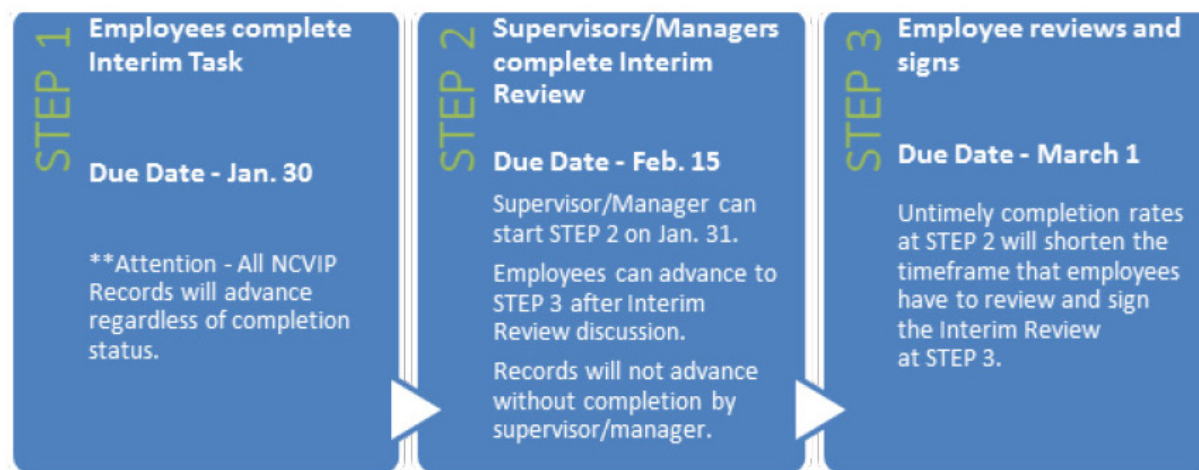 STEP 1
Employees complete
Interim Task
Due Date - Jan. 30
**Attention - All NCVIP
Records will advance
regardless of completion
status.
STEP 2
Supervisors/Managers
complete Interim
Review
Due Date - Feb. 15
Supervisor/Manager can
start STEP 2 on Jan. 31.
Employees can advance to
STEP 3 after Interim
Review discussion.
Records will not advance
without completion by
supervisor/manager.
STEP 3
Employee reviews and
signs
Due Date - March 1
Untimely completion rates
at STEP 2 will shorten the
timeframe that employees
have to review and sign
the Interim Review
at STEP 3.